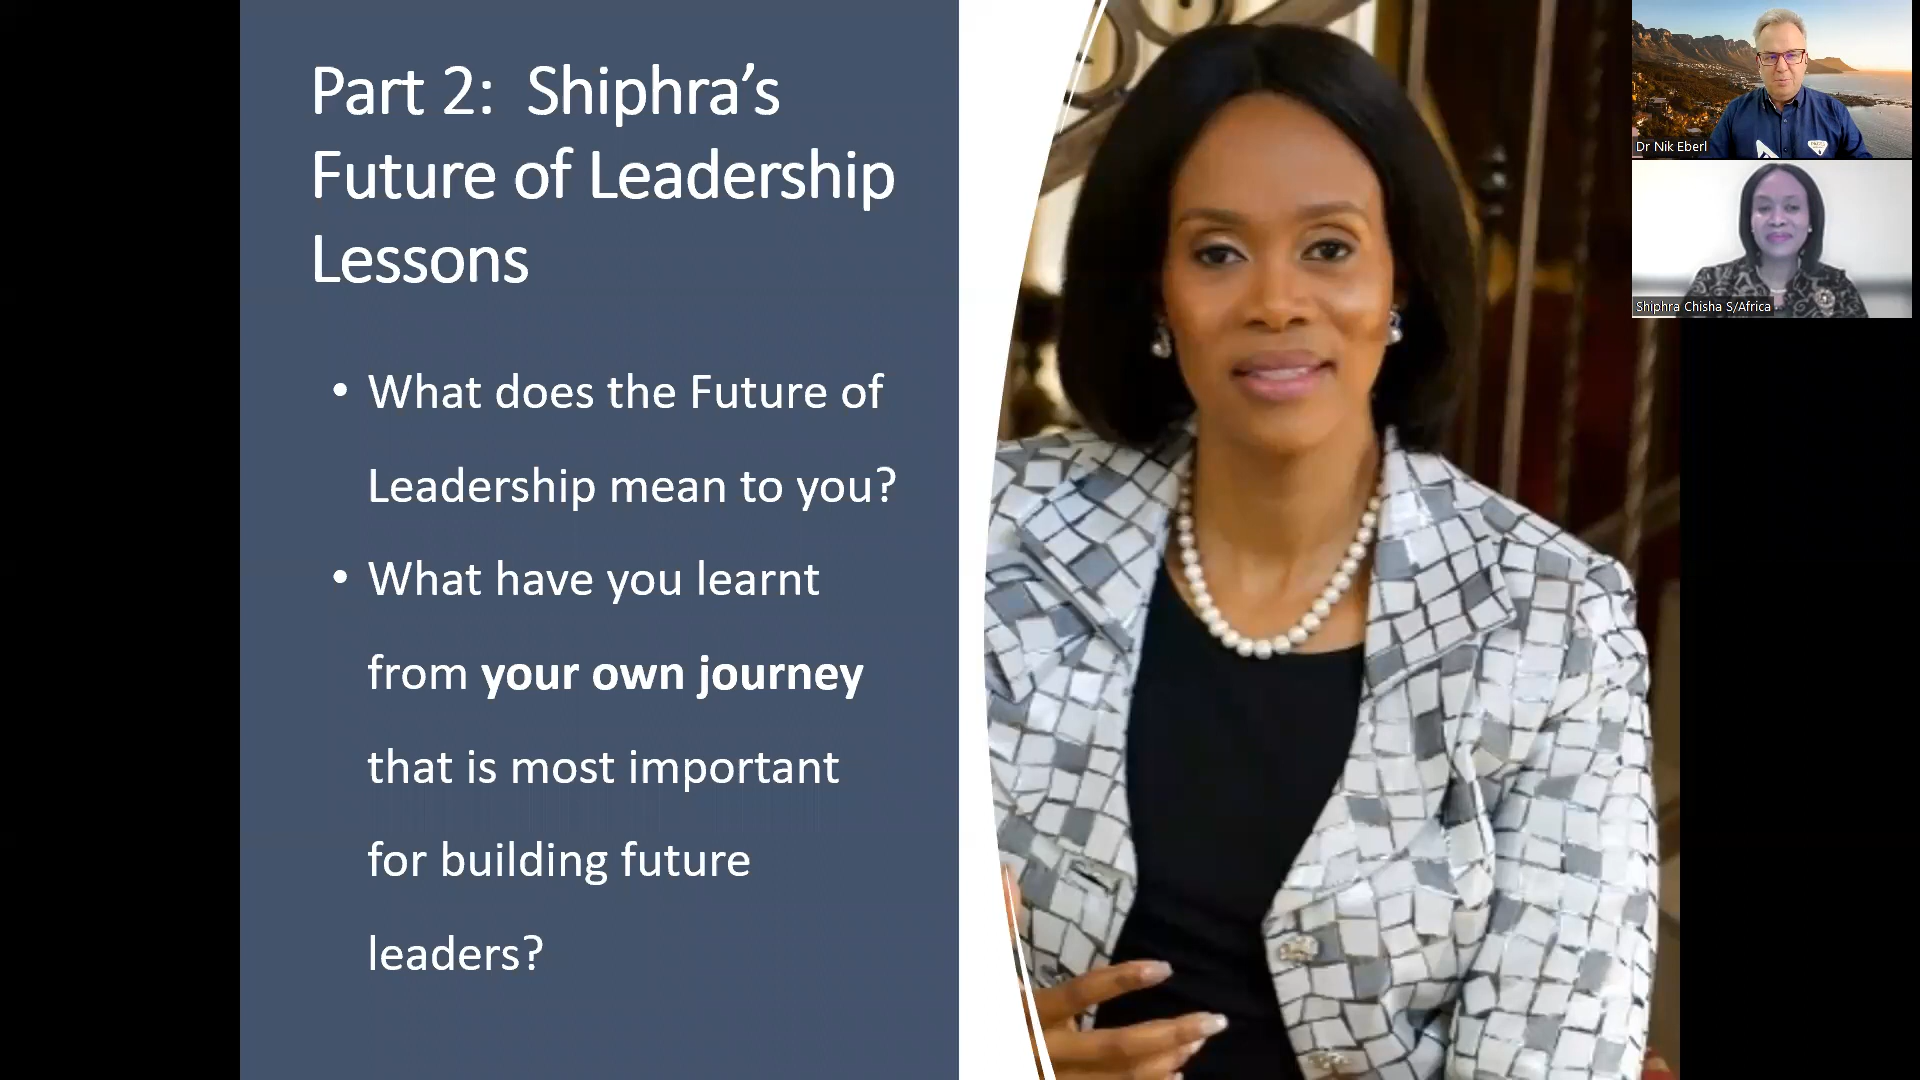 Part 2:  Shiphra’s
Future of Leadership
Lessons
• What does the Future of
Leadership mean to you?
• What have you learnt
from your own journey
that is most important
for building future
leaders?
Dr Nik Eberl
Shiphra Chisha S/Africa